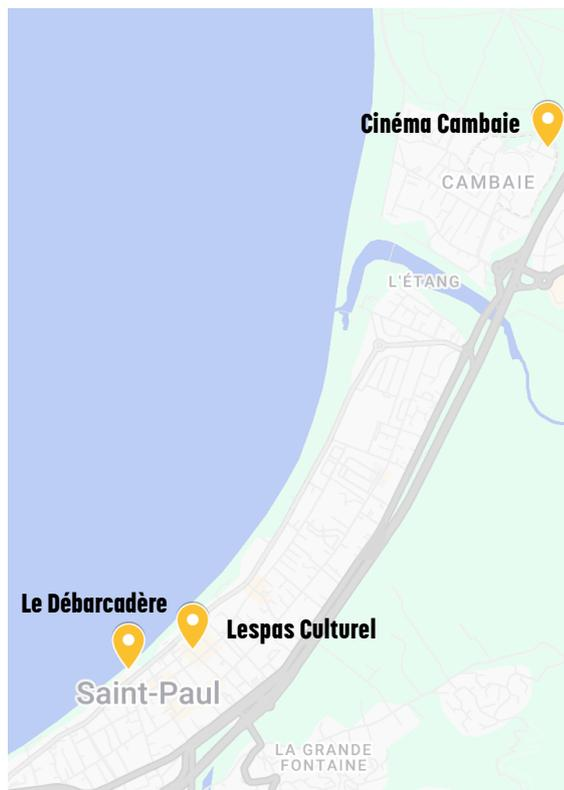 Cinéma Cambaie
CAMBAIE
L'ÉTANG
Le Débarcadère
Lespas Culturel
Saint-Paul
LA GRANDE
FONTAINE